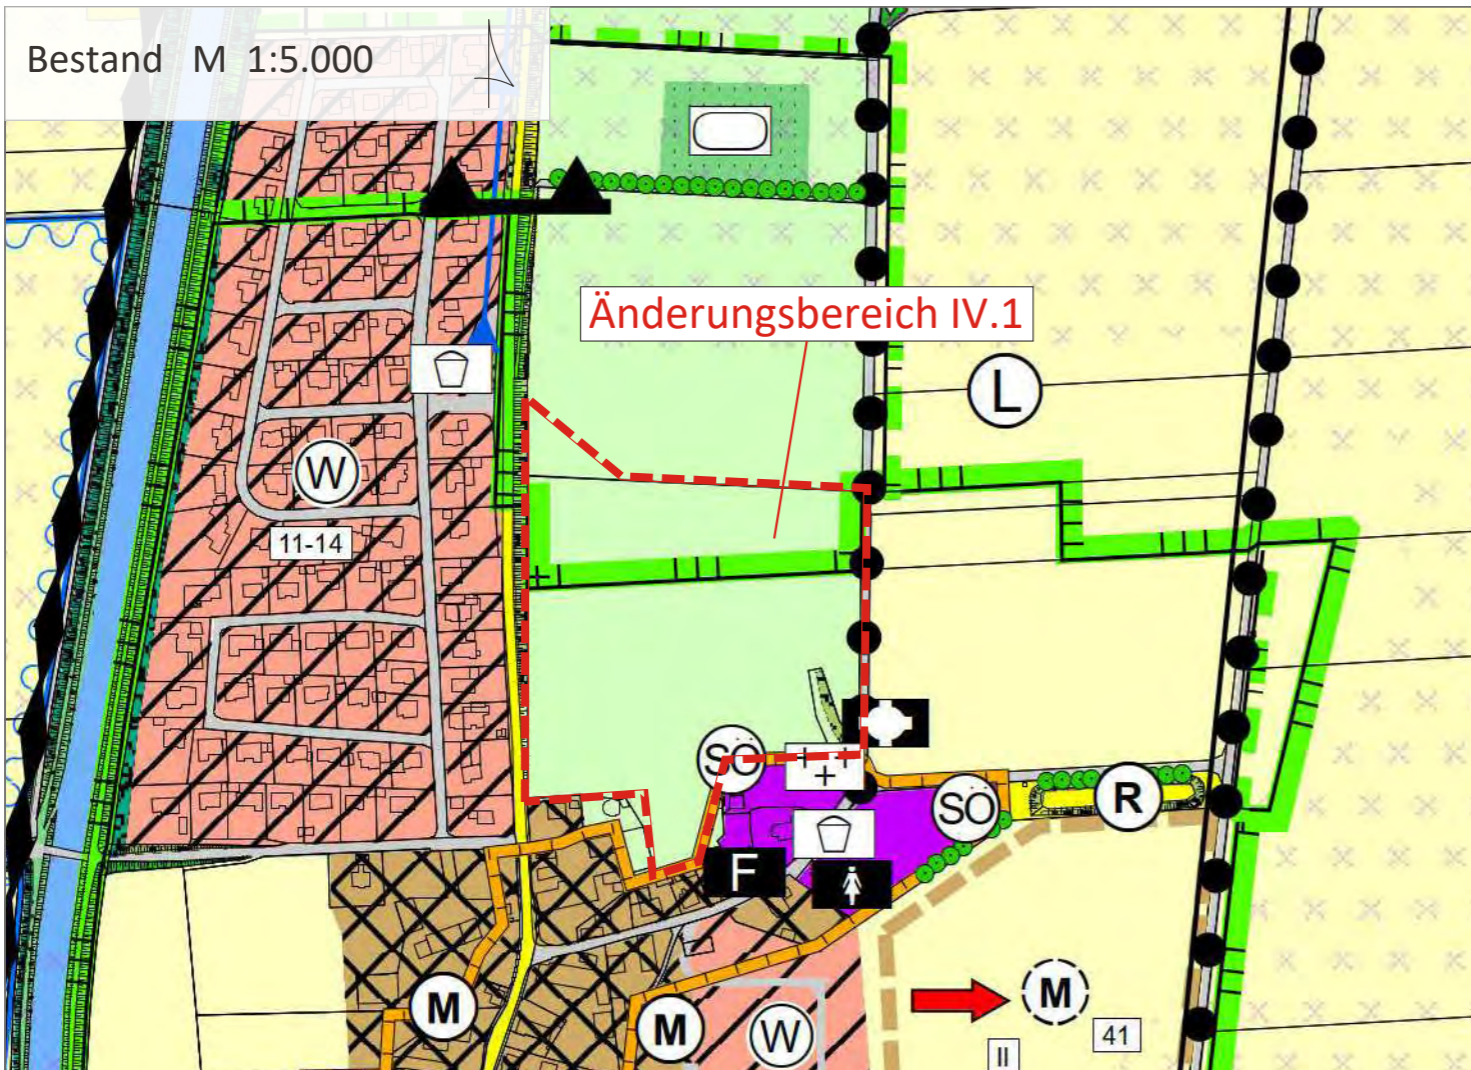 Bestand M 1:5.000
Änderungsbereich IV.1
L
W
11-14
SO
SO
R
F
M
M
W
M
41
II